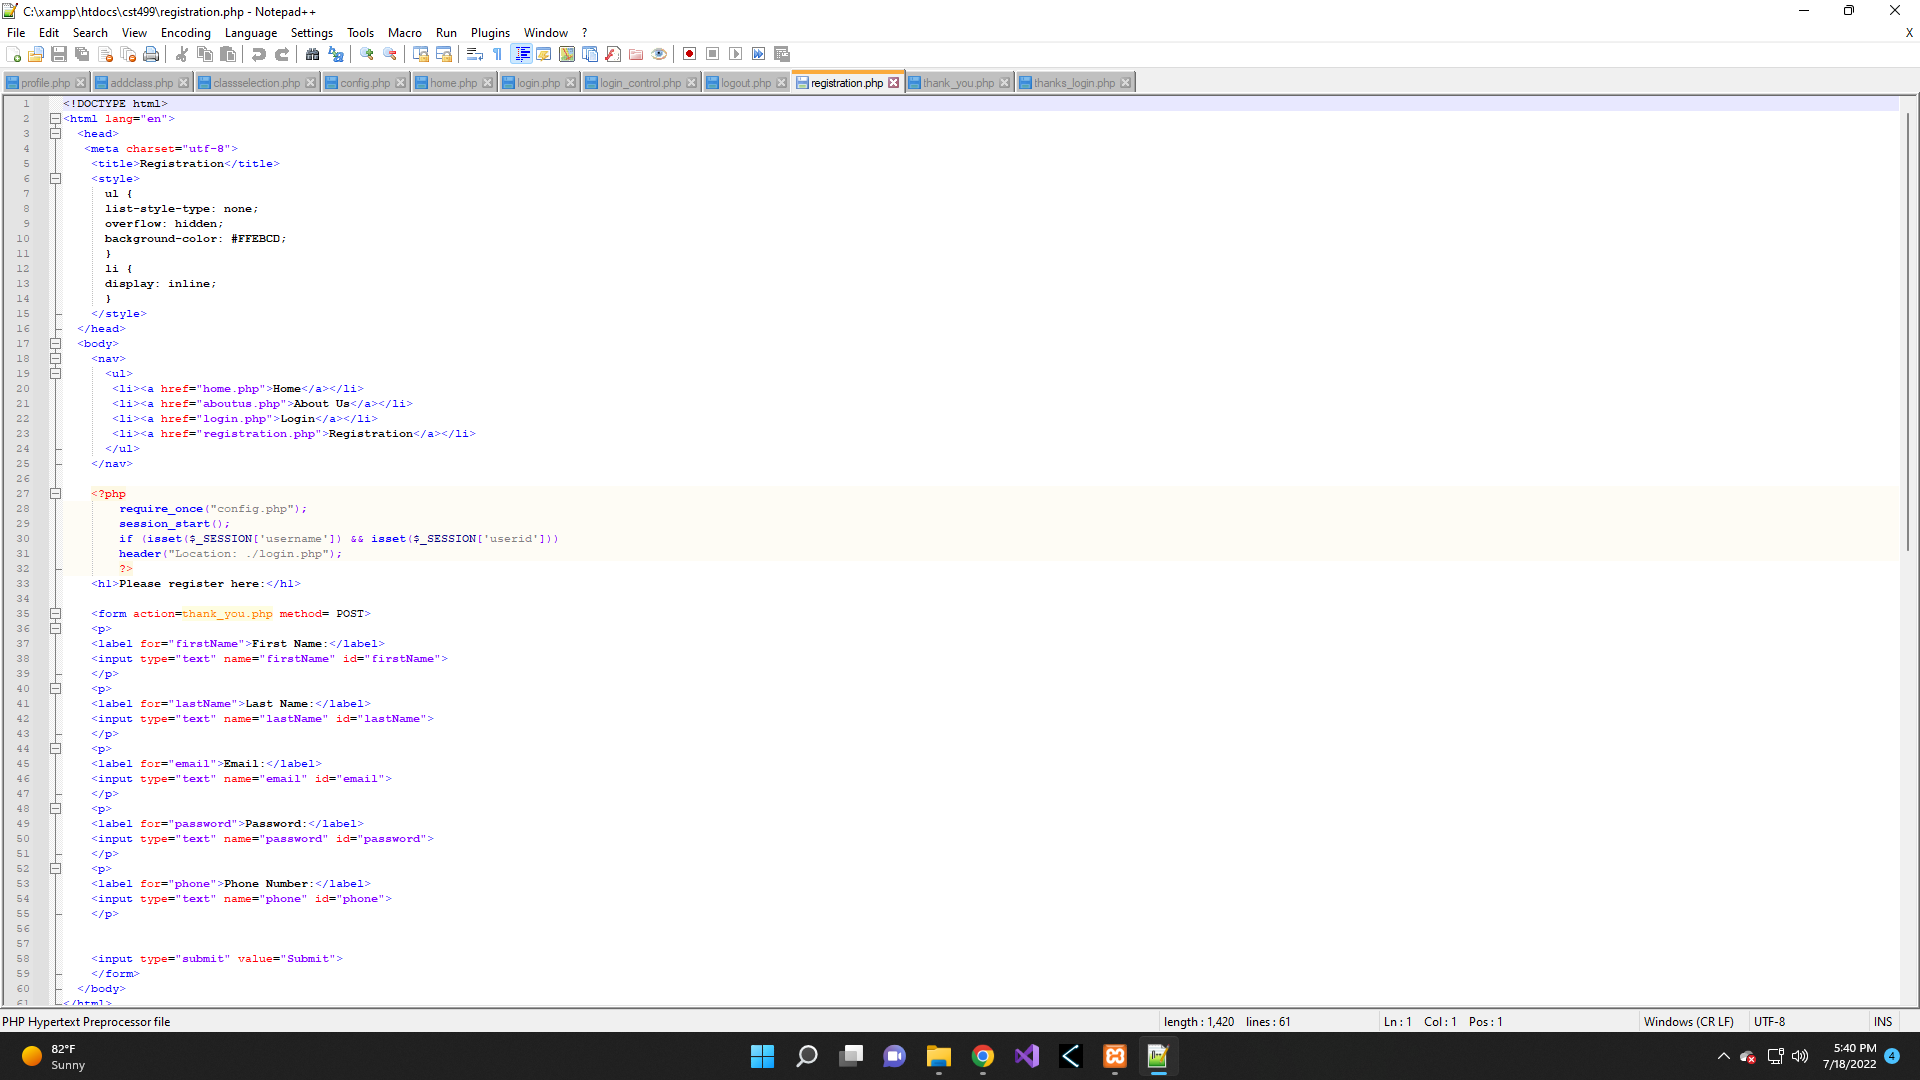 C:\xampp\htdocs\cst499\registration.php - Notepad++
File Edit Search View Encoding Language Settings Tools Macro Run Plugins Window ? X
profile.php addclass.php classselection.php config.php home.php login.php login_control.php logout.php registration.php thank_you.php thanks_login.php
1 <!DOCTYPE html>
2 <html lang="en">
3 <head>
4 <meta charset="utf-8">
5 <title>Registration</title>
6 <style>
7 ul {
8 list-style-type: none;
9 overflow: hidden;
10 background-color: #FFEBCD;
11 }
12 li {
13 display: inline;
14 }
15 </style>
16 </head>
17 <body>
18 <nav>
19 <ul>
20 <li><a href="home.php">Home</a></li>
21 <li><a href="aboutus.php">About Us</a></li>
22 <li><a href="login.php">Login</a></li>
23 <li><a href="registration.php">Registration</a></li>
24 </ul>
25 </nav>
26
27 <?php
28 require_once("config.php");
29 session_start();
30 if (isset($_SESSION['username']) && isset($_SESSION['userid']))
31 header("Location: ./login.php");
32 ?>
33 <h1>Please register here:</h1>
34
35 <form action=thank_you.php method= POST>
36 <p>
37 <label for="firstName">First Name:</label>
38 <input type="text" name="firstName" id="firstName">
39 </p>
40 <p>
41 <label for="lastName">Last Name:</label>
42 <input type="text" name="lastName" id="lastName">
43 </p>
44 <p>
45 <label for="email">Email:</label>
46 <input type="text" name="email" id="email">
47 </p>
48 <p>
49 <label for="password">Password:</label>
50 <input type="text" name="password" id="password">
51 </p>
52 <p>
53 <label for="phone">Phone Number:</label>
54 <input type="text" name="phone" id="phone">
55 </p>
56
57
58 <input type="submit" value="Submit">
59 </form>
60 </body>
61 </html>
PHP Hypertext Preprocessor file length : 1,420 lines : 61 Ln : 1 Col : 1 Pos : 1 Windows (CR LF) UTF-8 INS
82°F
Sunny
5:40 PM
7/18/2022
4